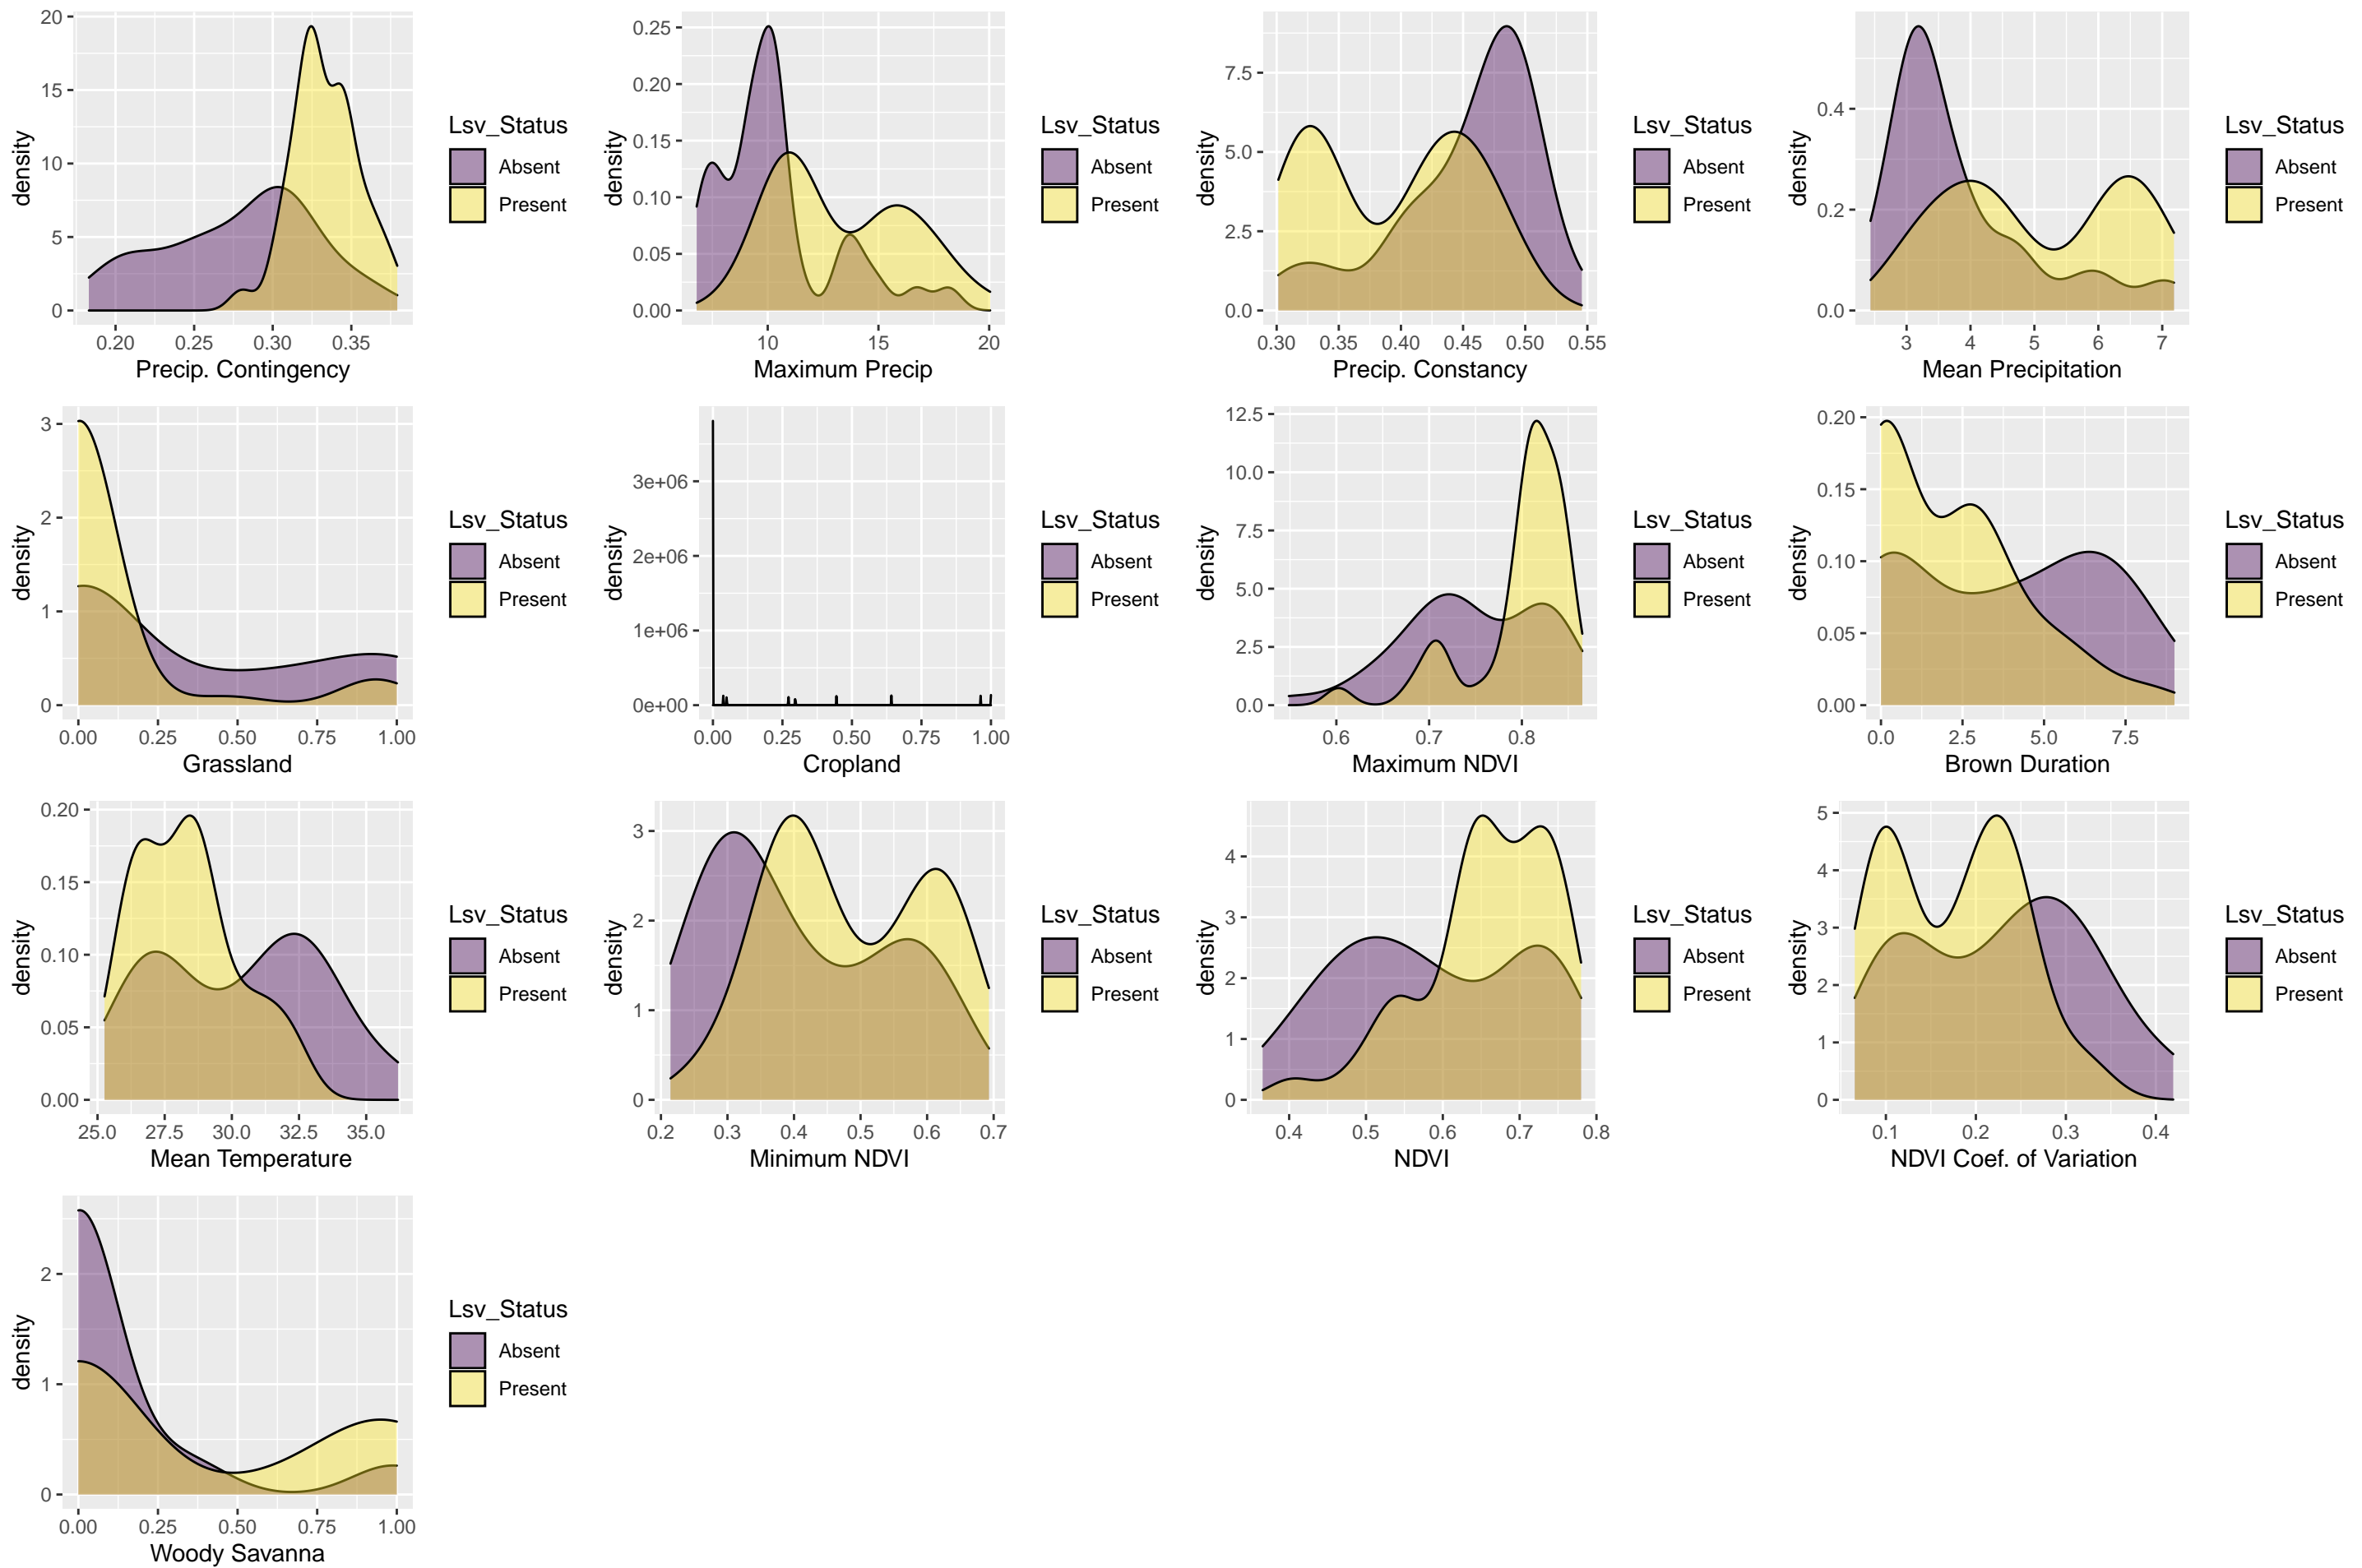 20
15
10
5
0
density
0.20 0.25 0.30 0.35
Precip. Contingency
Lsv_Status
Absent
Present
0.25
0.20
0.15
0.10
0.05
0.00
density
10 15 20
Maximum Precip
Lsv_Status
Absent
Present
7.5
5.0
2.5
0.0
density
0.30 0.35 0.40 0.45 0.50 0.55
Precip. Constancy
Lsv_Status
Absent
Present
0.4
0.2
0.0
density
3 4 5 6 7
Mean Precipitation
Lsv_Status
Absent
Present
3
2
1
0
density
0.00 0.25 0.50 0.75 1.00
Grassland
Lsv_Status
Absent
Present
3e+06
2e+06
1e+06
0e+00
density
0.00 0.25 0.50 0.75 1.00
Cropland
Lsv_Status
Absent
Present
12.5
10.0
7.5
5.0
2.5
0.0
density
0.6 0.7 0.8
Maximum NDVI
Lsv_Status
Absent
Present
0.20
0.15
0.10
0.05
0.00
density
0.0 2.5 5.0 7.5
Brown Duration
Lsv_Status
Absent
Present
0.20
0.15
0.10
0.05
0.00
density
25.0 27.5 30.0 32.5 35.0
Mean Temperature
Lsv_Status
Absent
Present
3
2
1
0
density
0.2 0.3 0.4 0.5 0.6 0.7
Minimum NDVI
Lsv_Status
Absent
Present
4
3
2
1
0
density
0.4 0.5 0.6 0.7 0.8
NDVI
Lsv_Status
Absent
Present
5
4
3
2
1
0
density
0.1 0.2 0.3 0.4
NDVI Coef. of Variation
Lsv_Status
Absent
Present
2
1
0
density
0.00 0.25 0.50 0.75 1.00
Woody Savanna
Lsv_Status
Absent
Present